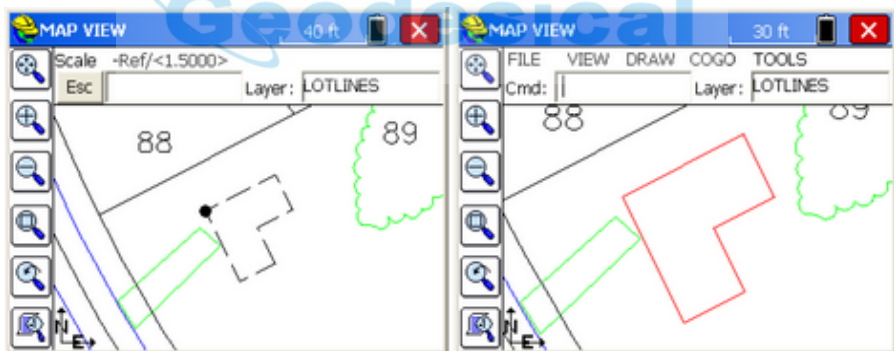 Geodesical
MAP VIEW 40 ft
Scale -Ref/<1.5000>
Esc Layer: LOTLINES
88
89
N
E
MAP VIEW 30 ft
FILE VIEW DRAW COGO TOOLS
Cmd: Layer: LOTLINES
88
89
N
E